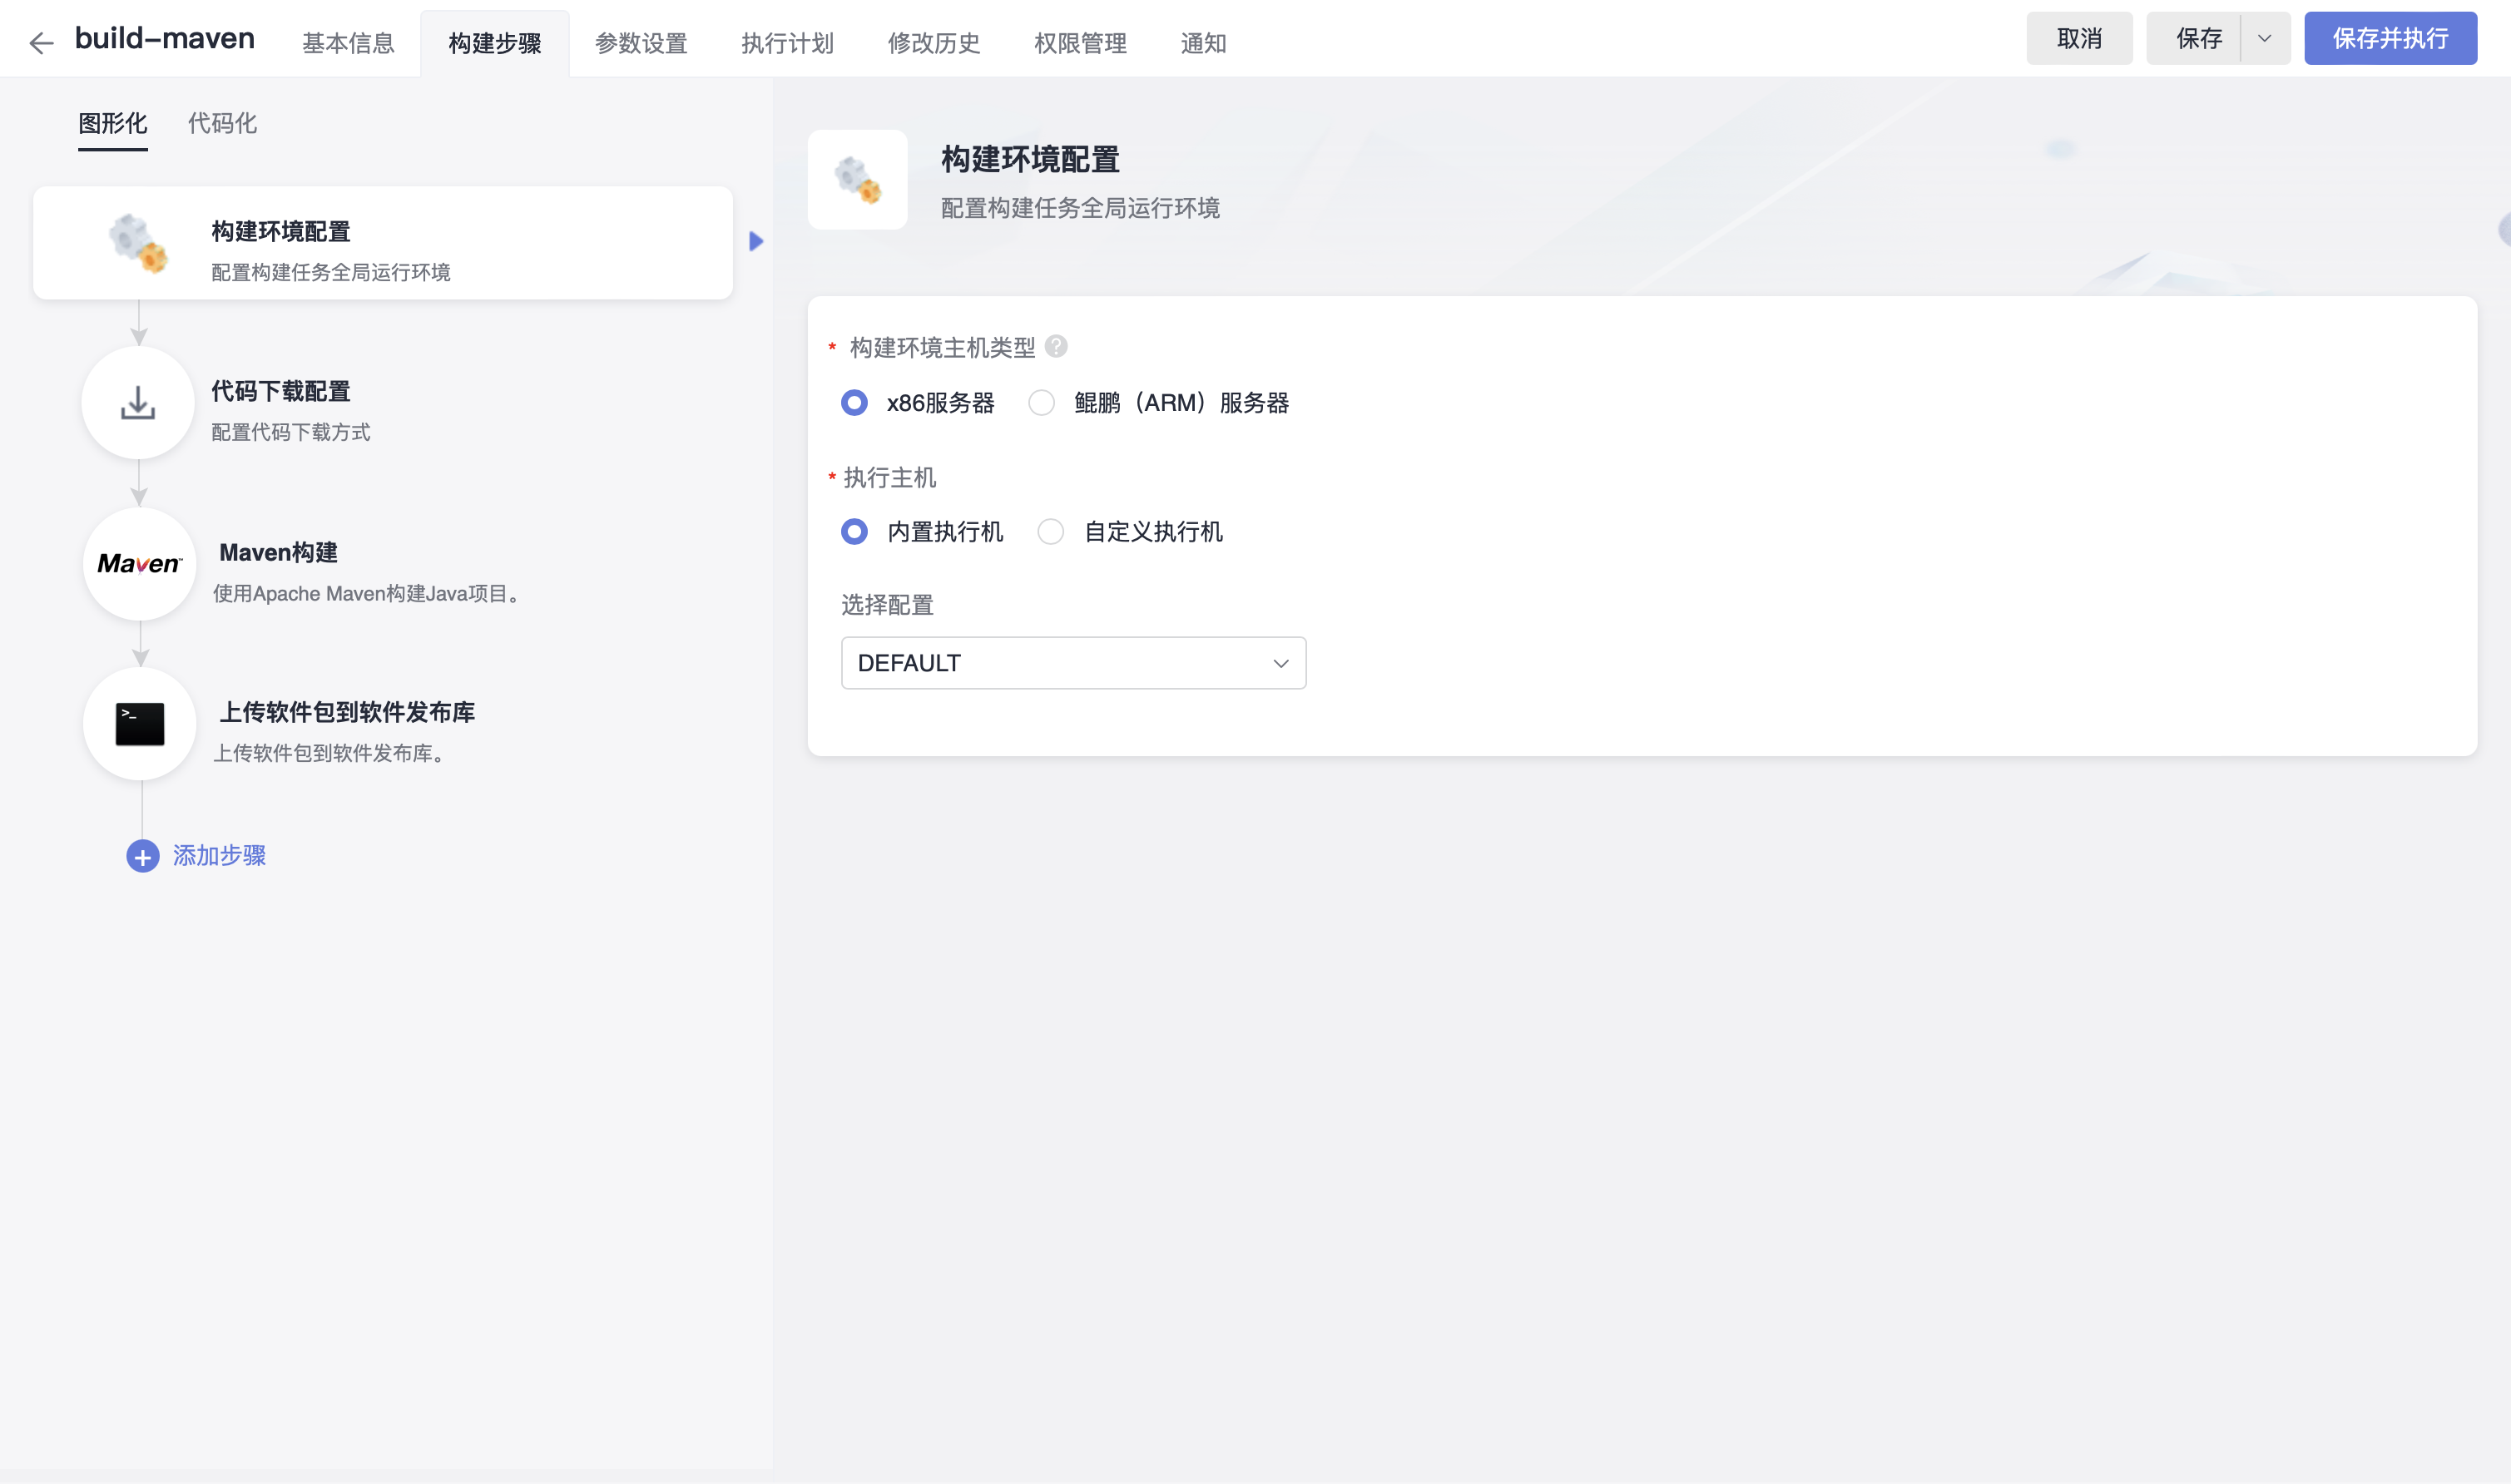 build-maven 基本信息 构建步骤 参数设置 执行计划 修改历史 权限管理 通知 取消 保存 保存并执行
图形化 代码化
构建环境配置
配置构建任务全局运行环境
代码下载配置
配置代码下载方式
Maven™
Maven构建
使用Apache Maven构建Java项目。
>_
上传软件包到软件发布库
上传软件包到软件发布库。
+ 添加步骤
构建环境配置
配置构建任务全局运行环境
* 构建环境主机类型 ?
x86服务器 鲲鹏（ARM）服务器
* 执行主机
内置执行机 自定义执行机
选择配置
DEFAULT